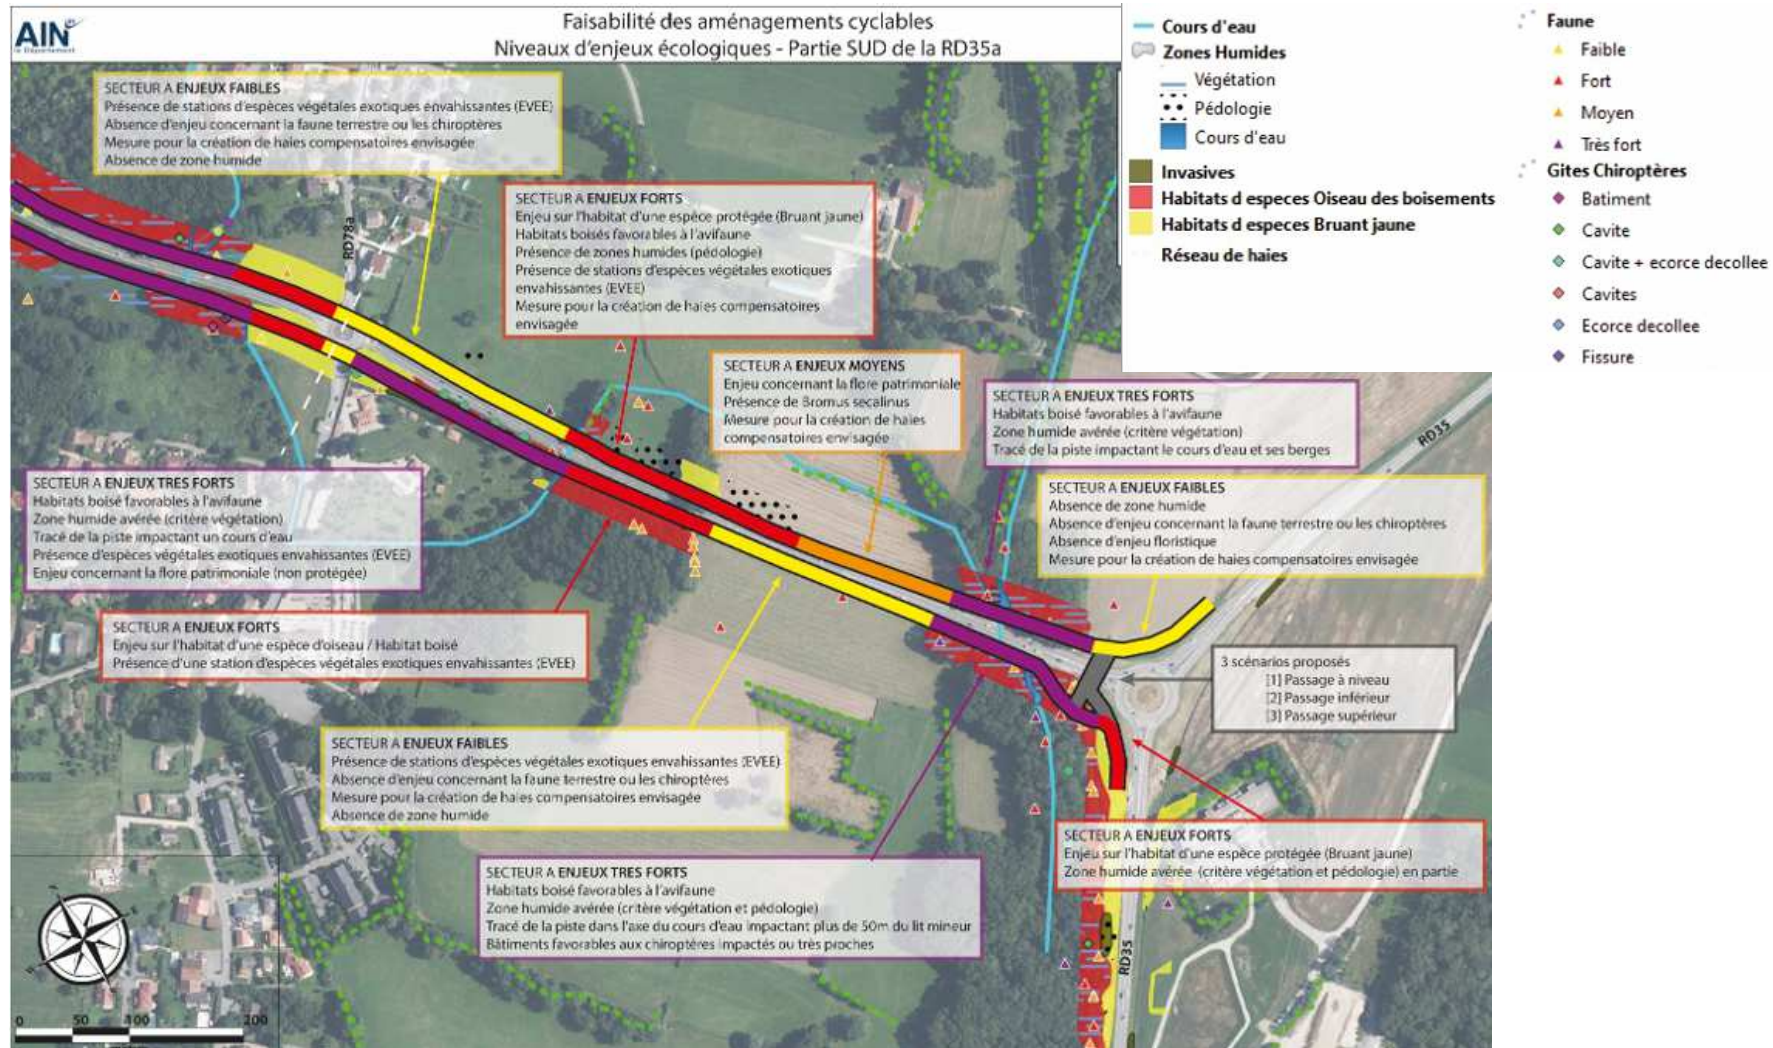 AIN
le Département
Faisabilité des aménagements cyclables
Niveaux d'enjeux écologiques - Partie SUD de la RD35a
Cours d'eau
Zones Humides
Végétation
Pédologie
Cours d'eau
Invasives
Habitats d especes Oiseau des boisements
Habitats d especes Bruant jaune
Réseau de haies
Faune
Faible
Fort
Moyen
Très fort
Gites Chiroptères
Batiment
Cavite
Cavite + ecorce decollee
Cavites
Ecorce decollee
Fissure
SECTEUR A ENJEUX FAIBLES
Présence de stations d'espèces végétales exotiques envahissantes (EVEE)
Absence d'enjeu concernant la faune terrestre ou les chiroptères
Mesure pour la création de haies compensatoires envisagée
Absence de zone humide
RD78a
SECTEUR A ENJEUX FORTS
Enjeu sur l'habitat d'une espèce protégée (Bruant jaune)
Habitats boisés favorables à l'avifaune
Présence de zones humides (pédologie)
Présence de stations d'espèces végétales exotiques
envahissantes (EVEE)
Mesure pour la création de haies compensatoires
envisagée
SECTEUR A ENJEUX MOYENS
Enjeu concernant la flore patrimoniale
Présence de Bromus secalinus
Mesure pour la création de haies
compensatoires envisagée
SECTEUR A ENJEUX TRES FORTS
Habitats boisé favorables à l'avifaune
Zone humide avérée (critère végétation)
Tracé de la piste impactant le cours d'eau et ses berges
RD35
SECTEUR A ENJEUX TRES FORTS
Habitats boisé favorables à l'avifaune
Zone humide avérée (critère végétation)
Tracé de la piste impactant un cours d'eau
Présence d'espèces végétales exotiques envahissantes (EVEE)
Enjeu concernant la flore patrimoniale (non protégée)
SECTEUR A ENJEUX FAIBLES
Absence de zone humide
Absence d'enjeu concernant la faune terrestre ou les chiroptères
Absence d'enjeu floristique
Mesure pour la création de haies compensatoires envisagée
SECTEUR A ENJEUX FORTS
Enjeu sur l'habitat d'une espèce d'oiseau / Habitat boisé
Présence d'une station d'espèces végétales exotiques envahissantes (EVEE)
3 scénarios proposés
[1] Passage à niveau
[2] Passage inférieur
[3] Passage supérieur
SECTEUR A ENJEUX FAIBLES
Présence de stations d'espèces végétales exotiques envahissantes (EVEE)
Absence d'enjeu concernant la faune terrestre ou les chiroptères
Mesure pour la création de haies compensatoires envisagée
Absence de zone humide
SECTEUR A ENJEUX FORTS
Enjeu sur l'habitat d'une espèce protégée (Bruant jaune)
Zone humide avérée (critère végétation et pédologie) en partie
SECTEUR A ENJEUX TRES FORTS
Habitats boisé favorables à l'avifaune
Zone humide avérée (critère végétation et pédologie)
Tracé de la piste dans l'axe du cours d'eau impactant plus de 50m du lit mineur
Bâtiments favorables aux chiroptères impactés ou très proches
RD35
0 50 100 200